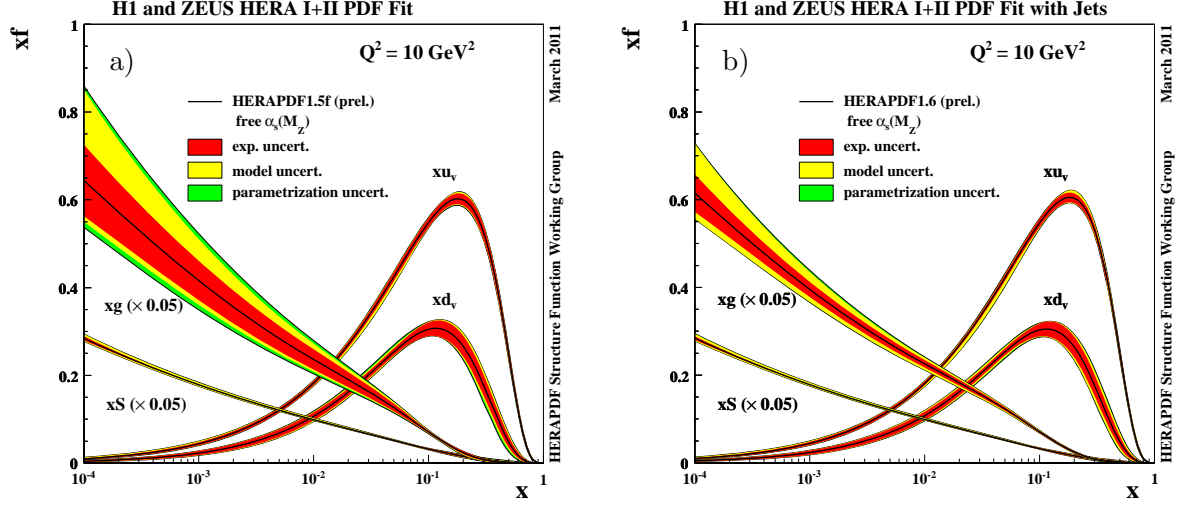 H1 and ZEUS HERA I+II PDF Fit
xf
1
0.8
0.6
0.4
0.2
0
a)
Q² = 10 GeV²
HERAPDF1.5f (prel.)
free αₛ(M_Z)
exp. uncert.
model uncert.
parametrization uncert.
xuᵥ
xdᵥ
xg (× 0.05)
xS (× 0.05)
10⁻⁴
10⁻³
10⁻²
10⁻¹
1
x
March 2011
HERAPDF Structure Function Working Group
H1 and ZEUS HERA I+II PDF Fit with Jets
xf
1
0.8
0.6
0.4
0.2
0
b)
Q² = 10 GeV²
HERAPDF1.6 (prel.)
free αₛ(M_Z)
exp. uncert.
model uncert.
parametrization uncert.
xuᵥ
xdᵥ
xg (× 0.05)
xS (× 0.05)
10⁻⁴
10⁻³
10⁻²
10⁻¹
1
x
March 2011
HERAPDF Structure Function Working Group